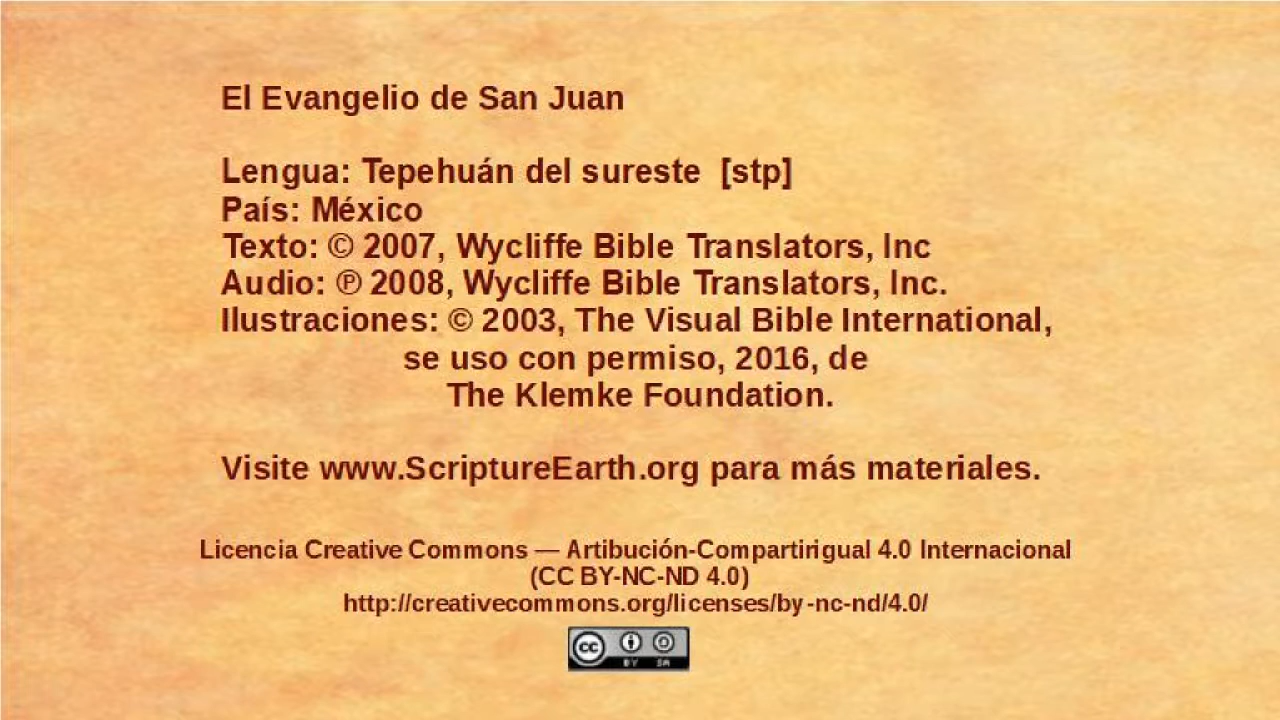 El Evangelio de San Juan
Lengua: Tepehuán del sureste [stp]
País: México
Texto: © 2007, Wycliffe Bible Translators, Inc
Audio: ℗ 2008, Wycliffe Bible Translators, Inc.
Ilustraciones: © 2003, The Visual Bible International,
se uso con permiso, 2016, de
The Klemke Foundation.
Visite www.ScriptureEarth.org para más materiales.
Licencia Creative Commons — Artibución-Compartirigual 4.0 Internacional
(CC BY-NC-ND 4.0)
http://creativecommons.org/licenses/by-nc-nd/4.0/
cc BY SA